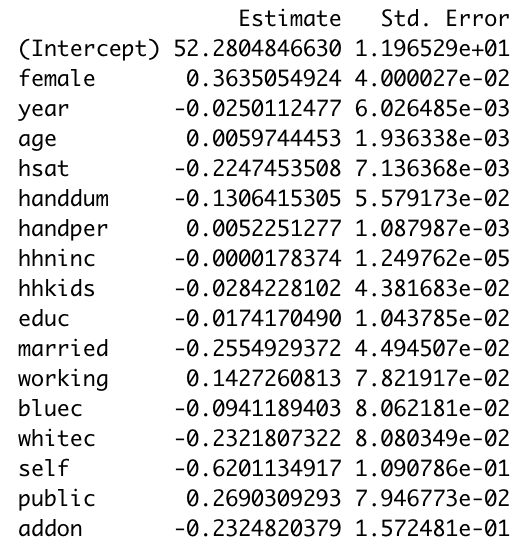 Estimate Std. Error
(Intercept) 52.2804846630 1.196529e+01
female 0.3635054924 4.000027e-02
year -0.0250112477 6.026485e-03
age 0.0059744453 1.936338e-03
hsat -0.2247453508 7.136368e-03
handdum -0.1306415305 5.579173e-02
handper 0.0052251277 1.087987e-03
hhninc -0.0000178374 1.249762e-05
hhkids -0.0284228102 4.381683e-02
educ -0.0174170490 1.043785e-02
married -0.2554929372 4.494507e-02
working 0.1427260813 7.821917e-02
bluec -0.0941189403 8.062181e-02
whitec -0.2321807322 8.080349e-02
self -0.6201134917 1.090786e-01
public 0.2690309293 7.946773e-02
addon -0.2324820379 1.572481e-01